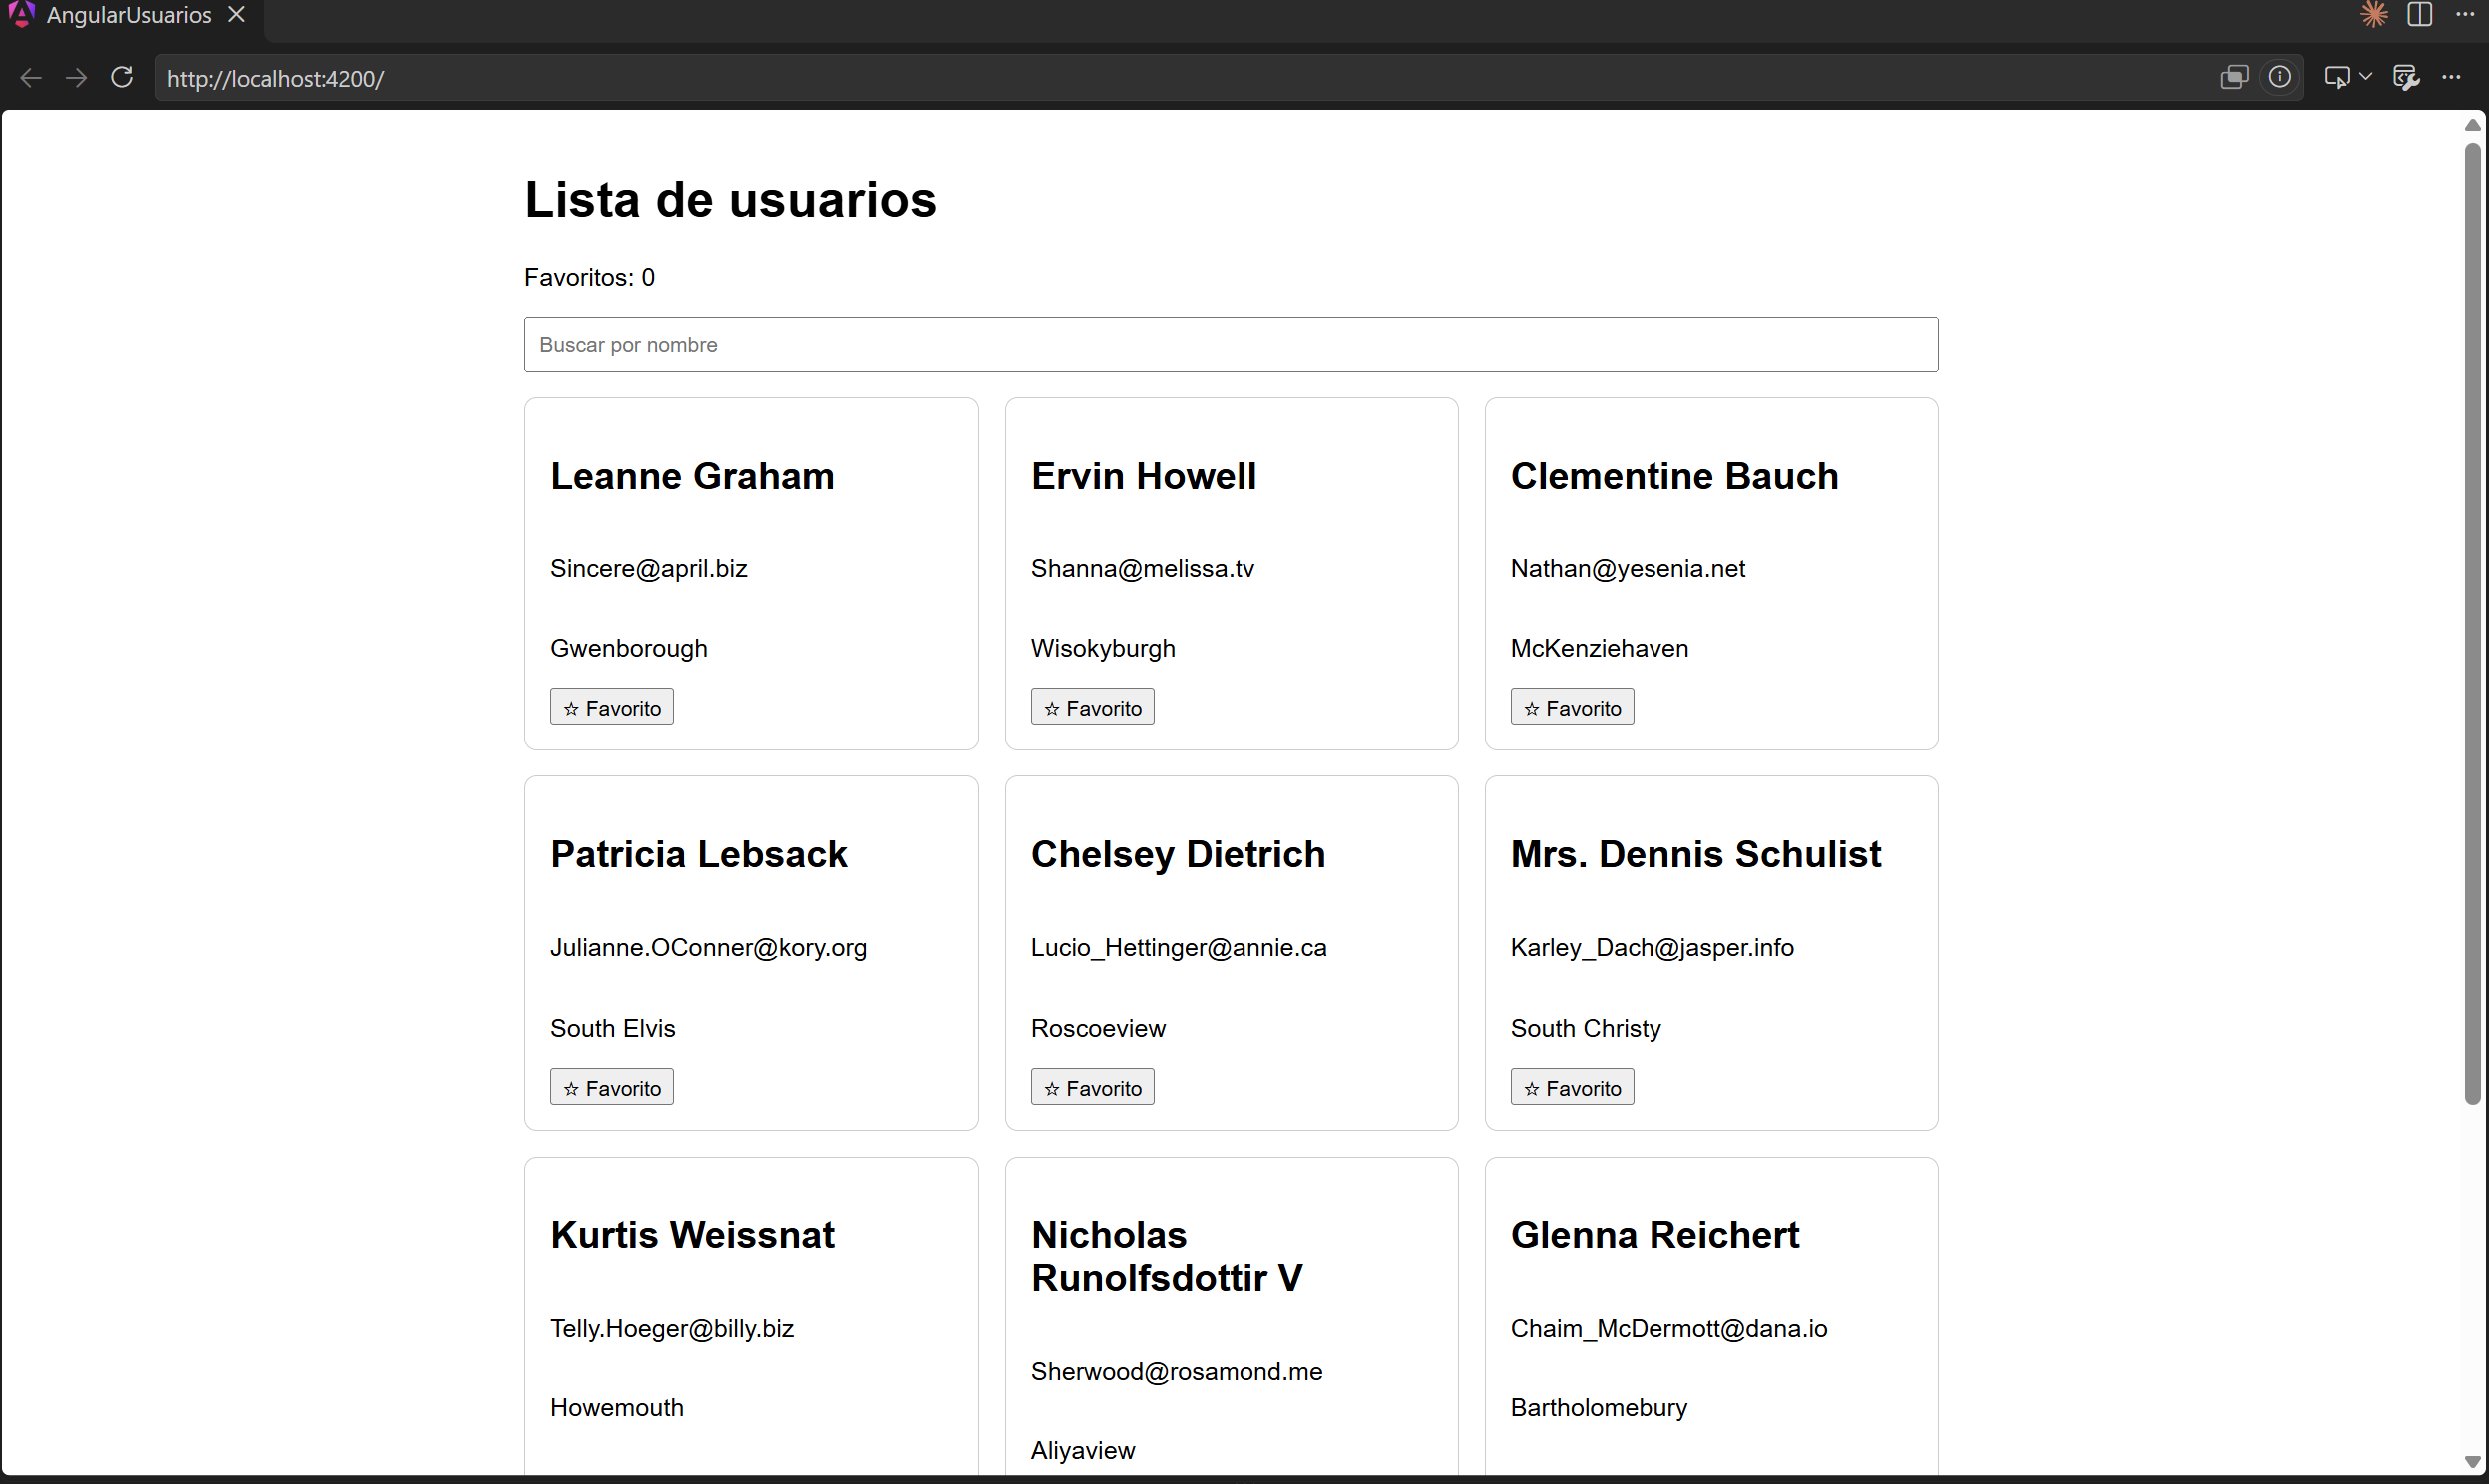 AngularUsuarios
http://localhost:4200/
Lista de usuarios
Favoritos: 0
Buscar por nombre
Leanne Graham
Sincere@april.biz
Gwenborough
☆ Favorito
Ervin Howell
Shanna@melissa.tv
Wisokyburgh
☆ Favorito
Clementine Bauch
Nathan@yesenia.net
McKenziehaven
☆ Favorito
Patricia Lebsack
Julianne.OConner@kory.org
South Elvis
☆ Favorito
Chelsey Dietrich
Lucio_Hettinger@annie.ca
Roscoeview
☆ Favorito
Mrs. Dennis Schulist
Karley_Dach@jasper.info
South Christy
☆ Favorito
Kurtis Weissnat
Telly.Hoeger@billy.biz
Howemouth
Nicholas
Runolfsdottir V
Sherwood@rosamond.me
Aliyaview
Glenna Reichert
Chaim_McDermott@dana.io
Bartholomebury